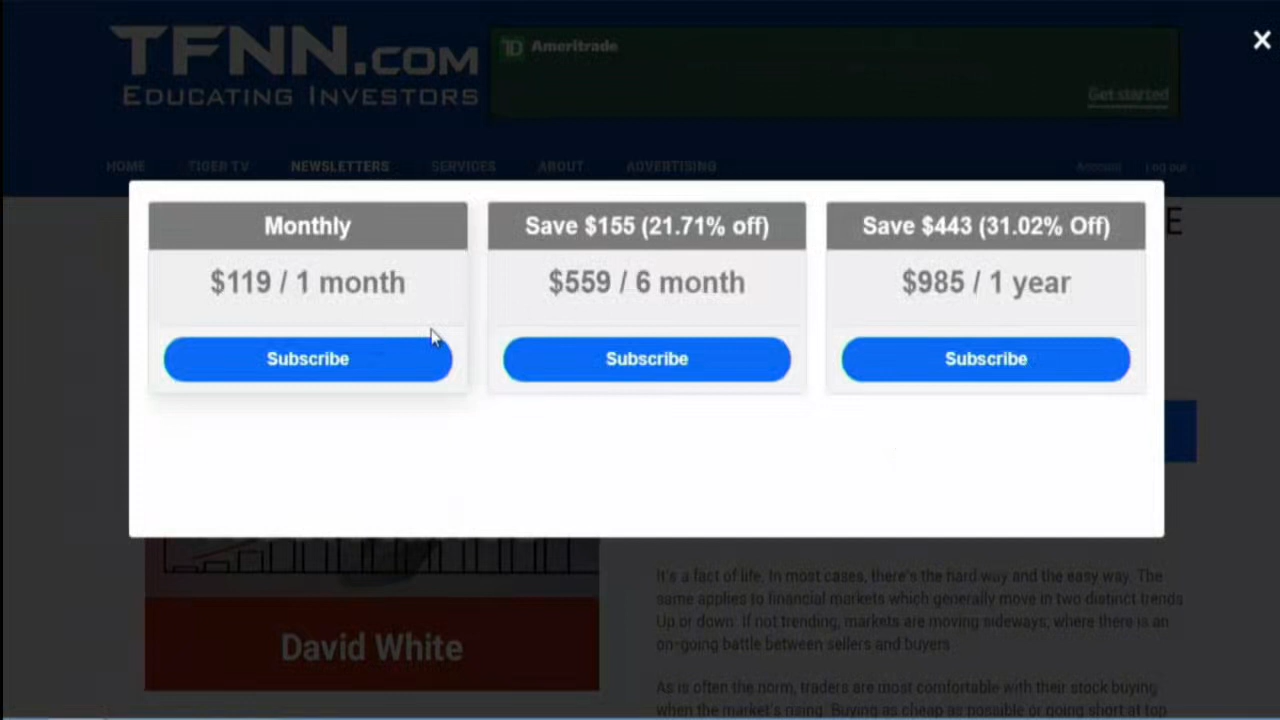 TFNN.COM
EDUCATING INVESTORS
TD Ameritrade
Get started
×
HOME TIGER TV NEWSLETTERS SERVICES ABOUT ADVERTISING Account Log out
E
Monthly
$119 / 1 month
Subscribe
Save $155 (21.71% off)
$559 / 6 month
Subscribe
Save $443 (31.02% Off)
$985 / 1 year
Subscribe
David White
It's a fact of life. In most cases, there's the hard way and the easy way. The
same applies to financial markets which generally move in two distinct trends
Up or down. If not trending, markets are moving sideways, where there is an
on-going battle between sellers and buyers
As is often the norm, traders are most comfortable with their stock buying
when the market's rising. Buying as cheap as possible or going short at top